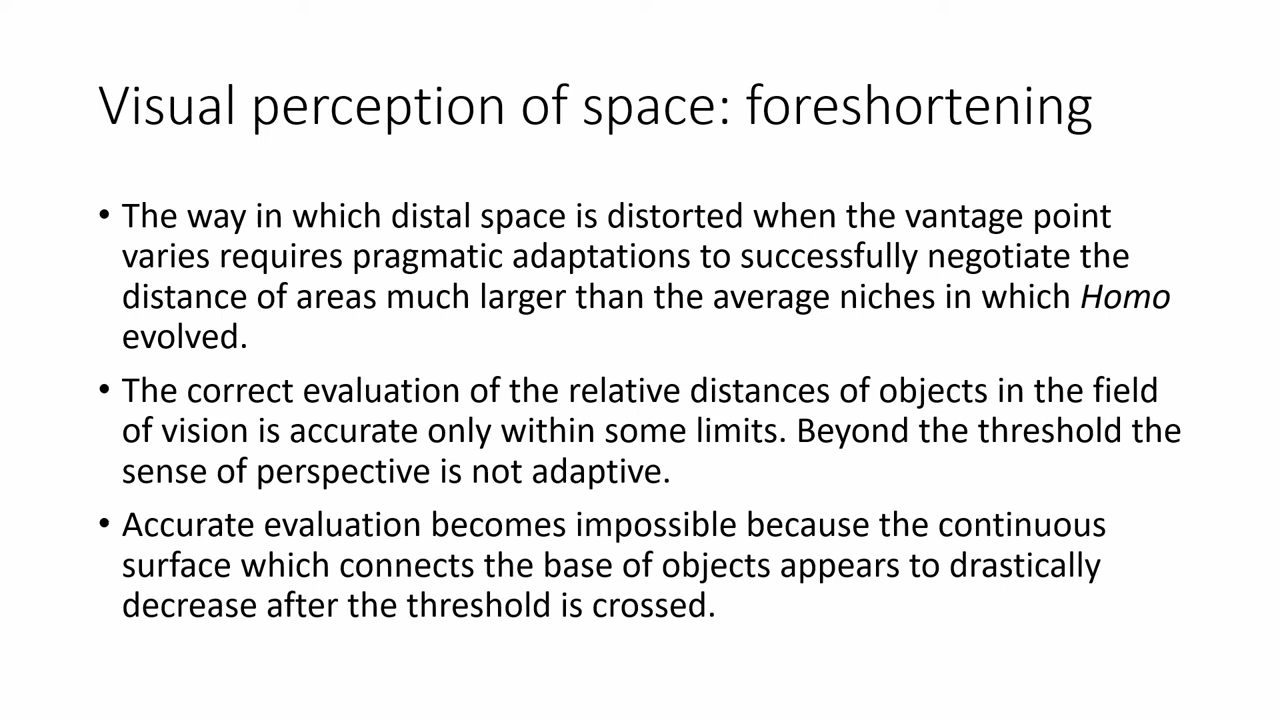 Visual perception of space: foreshortening
• The way in which distal space is distorted when the vantage point
varies requires pragmatic adaptations to successfully negotiate the
distance of areas much larger than the average niches in which Homo
evolved.
• The correct evaluation of the relative distances of objects in the field
of vision is accurate only within some limits. Beyond the threshold the
sense of perspective is not adaptive.
• Accurate evaluation becomes impossible because the continuous
surface which connects the base of objects appears to drastically
decrease after the threshold is crossed.